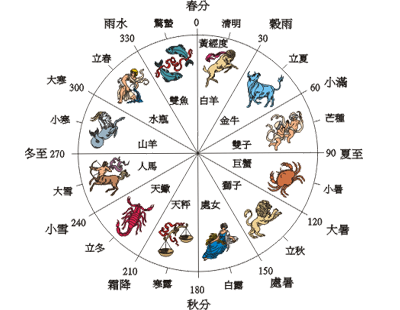 春分
0
黃經度
清明
穀雨
30
立夏
小滿
60
芒種
夏至
90
小暑
大暑
120
立秋
處暑
150
白露
秋分
180
寒露
霜降
210
立冬
小雪
240
大雪
冬至
270
小寒
大寒
300
立春
雨水
330
驚蟄
白羊
金牛
雙子
巨蟹
獅子
處女
天秤
天蠍
人馬
山羊
水瓶
雙魚